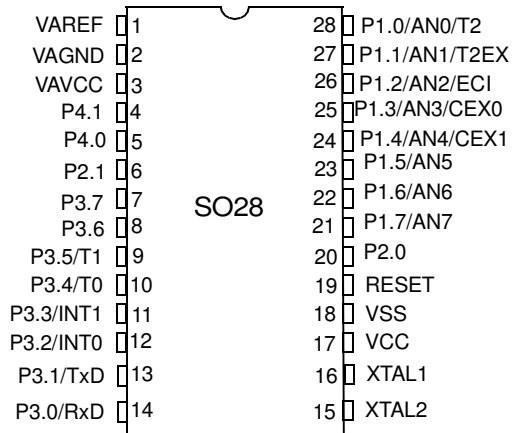 VAREF 1 28 P1.0/AN0/T2
VAGND 2 27 P1.1/AN1/T2EX
VAVCC 3 26 P1.2/AN2/ECI
P4.1 4 25 P1.3/AN3/CEX0
P4.0 5 24 P1.4/AN4/CEX1
P2.1 6 23 P1.5/AN5
P3.7 7 22 P1.6/AN6
SO28
P3.6 8 21 P1.7/AN7
P3.5/T1 9 20 P2.0
P3.4/T0 10 19 RESET
P3.3/INT1 11 18 VSS
P3.2/INT0 12 17 VCC
P3.1/TxD 13 16 XTAL1
P3.0/RxD 14 15 XTAL2